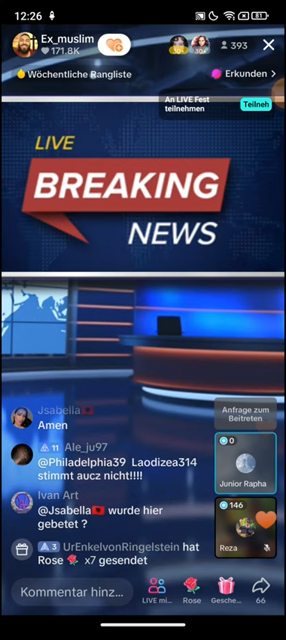 12:26
81
Ex_muslim
171.8K
393
Wöchentliche Rangliste
Erkunden >
An LIVE Fest
teilnehmen
Teilneh
LIVE
BREAKING
NEWS
Jsabella
Amen
11 Ale_ju97
@Philadelphia39 Laodizea314
stimmt aucz nicht!!!!
Ivan Art
@Jsabella wurde hier
gebetet ?
3 UrEnkelvonRingelstein hat
Rose x7 gesendet
Anfrage zum
Beitreten
0
Junior Rapha
146
Reza
Kommentar hinz...
LIVE mi...
Rose
Gesche...
66